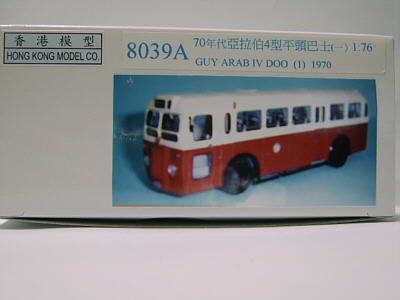 香港模型
HONG KONG MODEL CO.
8039A
70年代亞拉伯4型平頭巴士(一) 1:76
GUY ARAB IV DOO (1) 1970